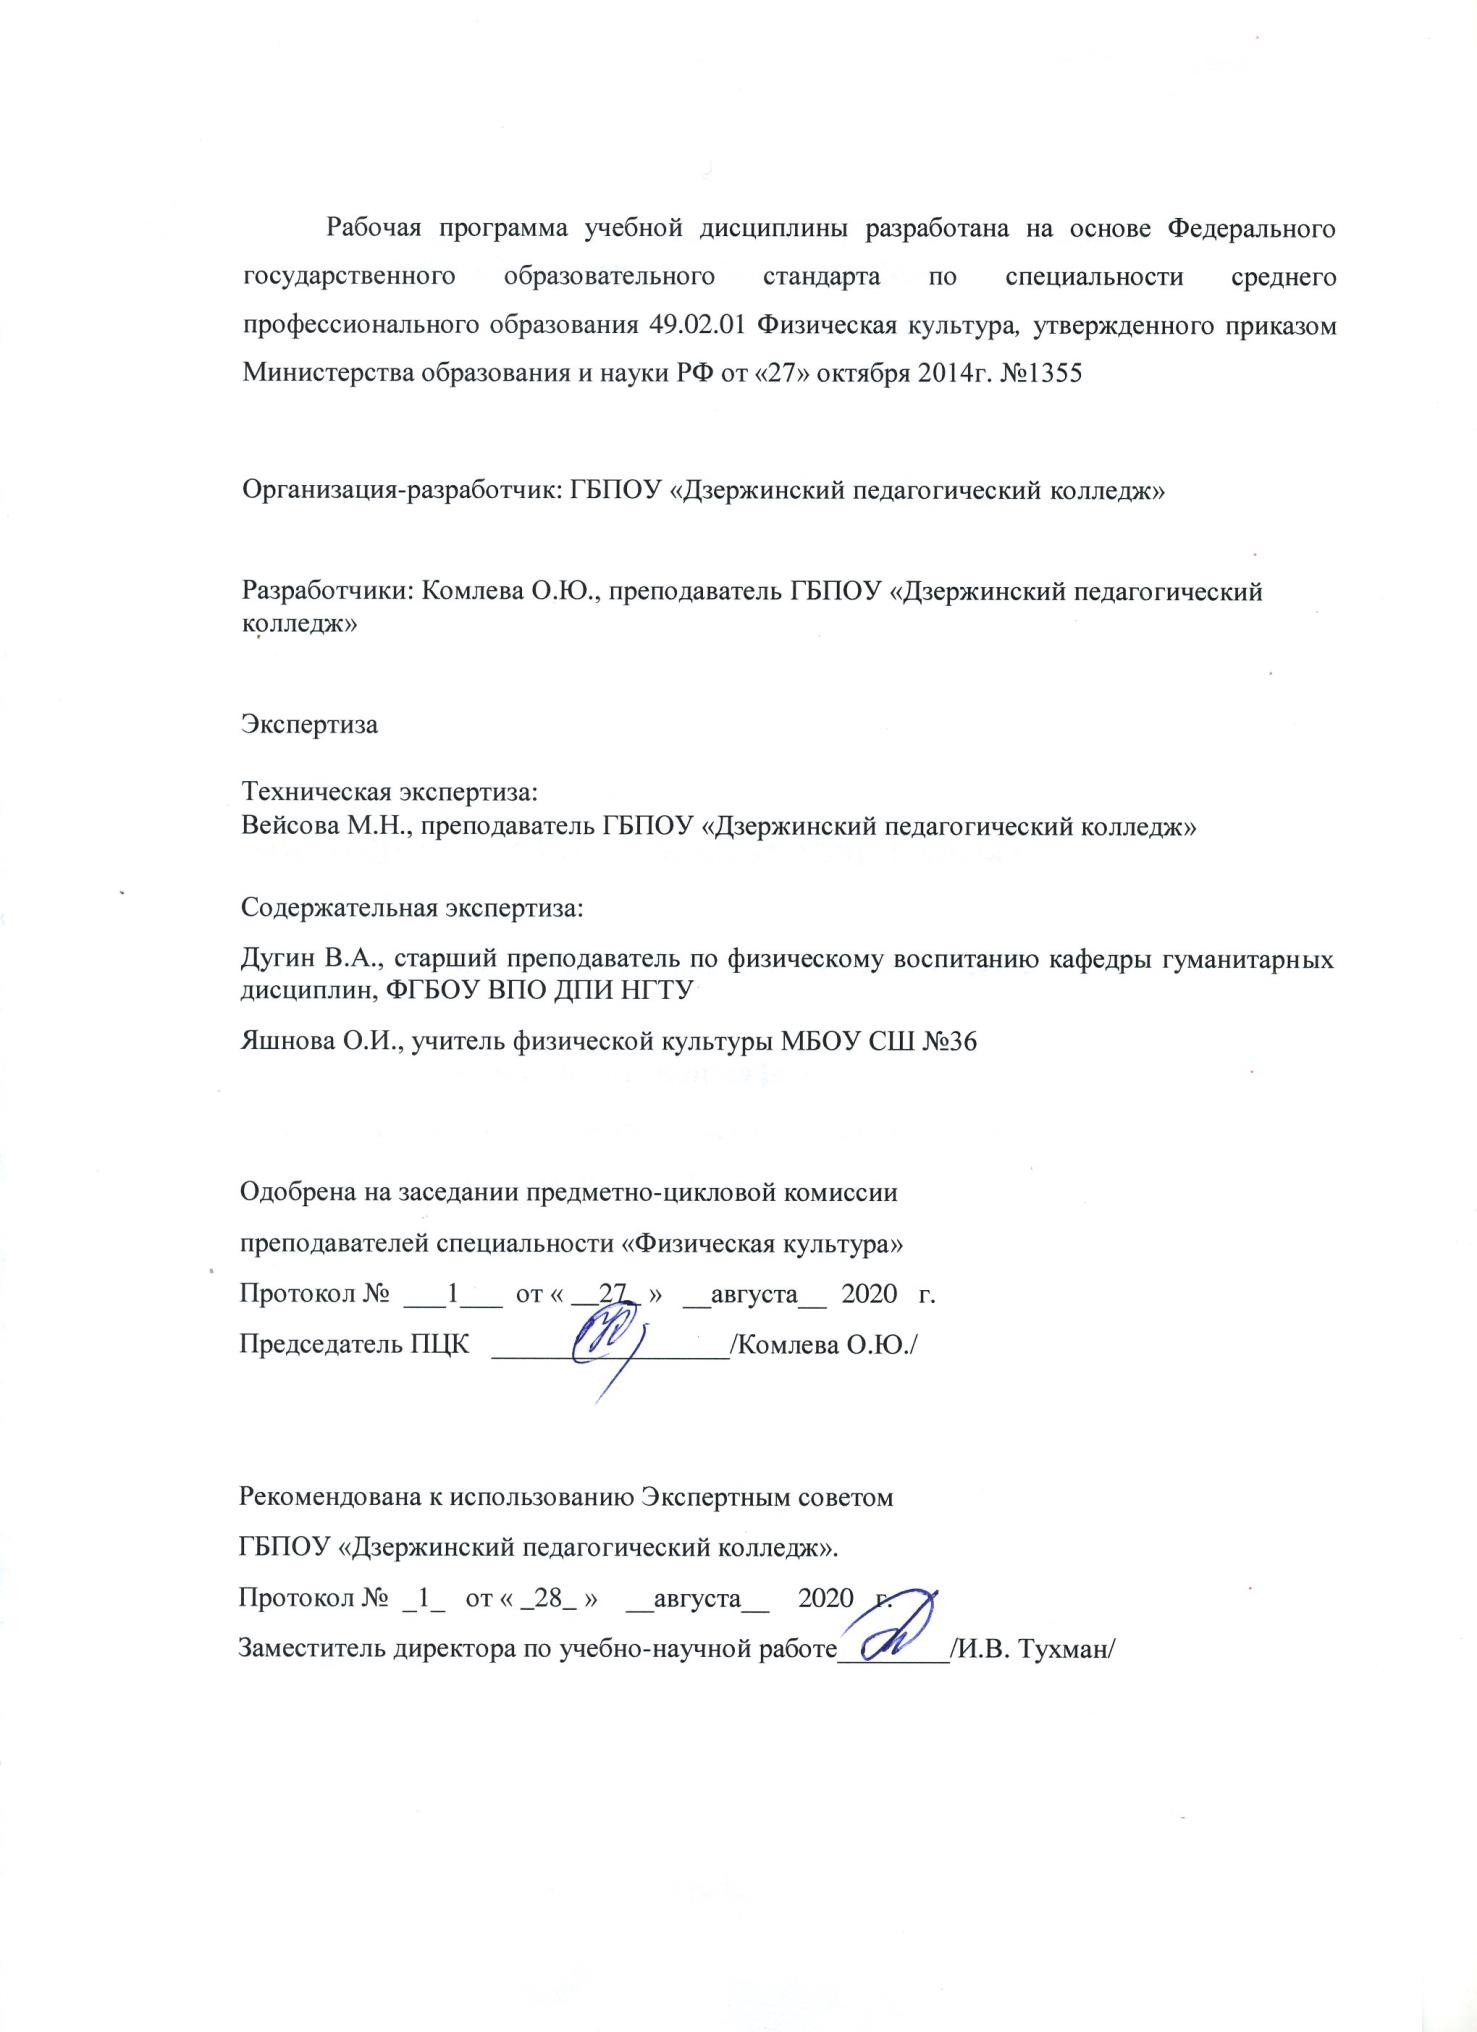 Рабочая программа учебной дисциплины разработана на основе Федерального
государственного образовательного стандарта по специальности среднего
профессионального образования 49.02.01 Физическая культура, утвержденного приказом
Министерства образования и науки РФ от «27» октября 2014г. №1355
Организация-разработчик: ГБПОУ «Дзержинский педагогический колледж»
Разработчики: Комлева О.Ю., преподаватель ГБПОУ «Дзержинский педагогический
колледж»
Экспертиза
Техническая экспертиза:
Вейсова М.Н., преподаватель ГБПОУ «Дзержинский педагогический колледж»
Содержательная экспертиза:
Дугин В.А., старший преподаватель по физическому воспитанию кафедры гуманитарных
дисциплин, ФГБОУ ВПО ДПИ НГТУ
Яшнова О.И., учитель физической культуры МБОУ СШ №36
Одобрена на заседании предметно-цикловой комиссии
преподавателей специальности «Физическая культура»
Протокол № ___1___ от « __27_ » __августа__ 2020 г.
Председатель ПЦК _________________/Комлева О.Ю./
Рекомендована к использованию Экспертным советом
ГБПОУ «Дзержинский педагогический колледж».
Протокол № _1_ от « _28_ » __августа__ 2020 г.
Заместитель директора по учебно-научной работе________/И.В. Тухман/